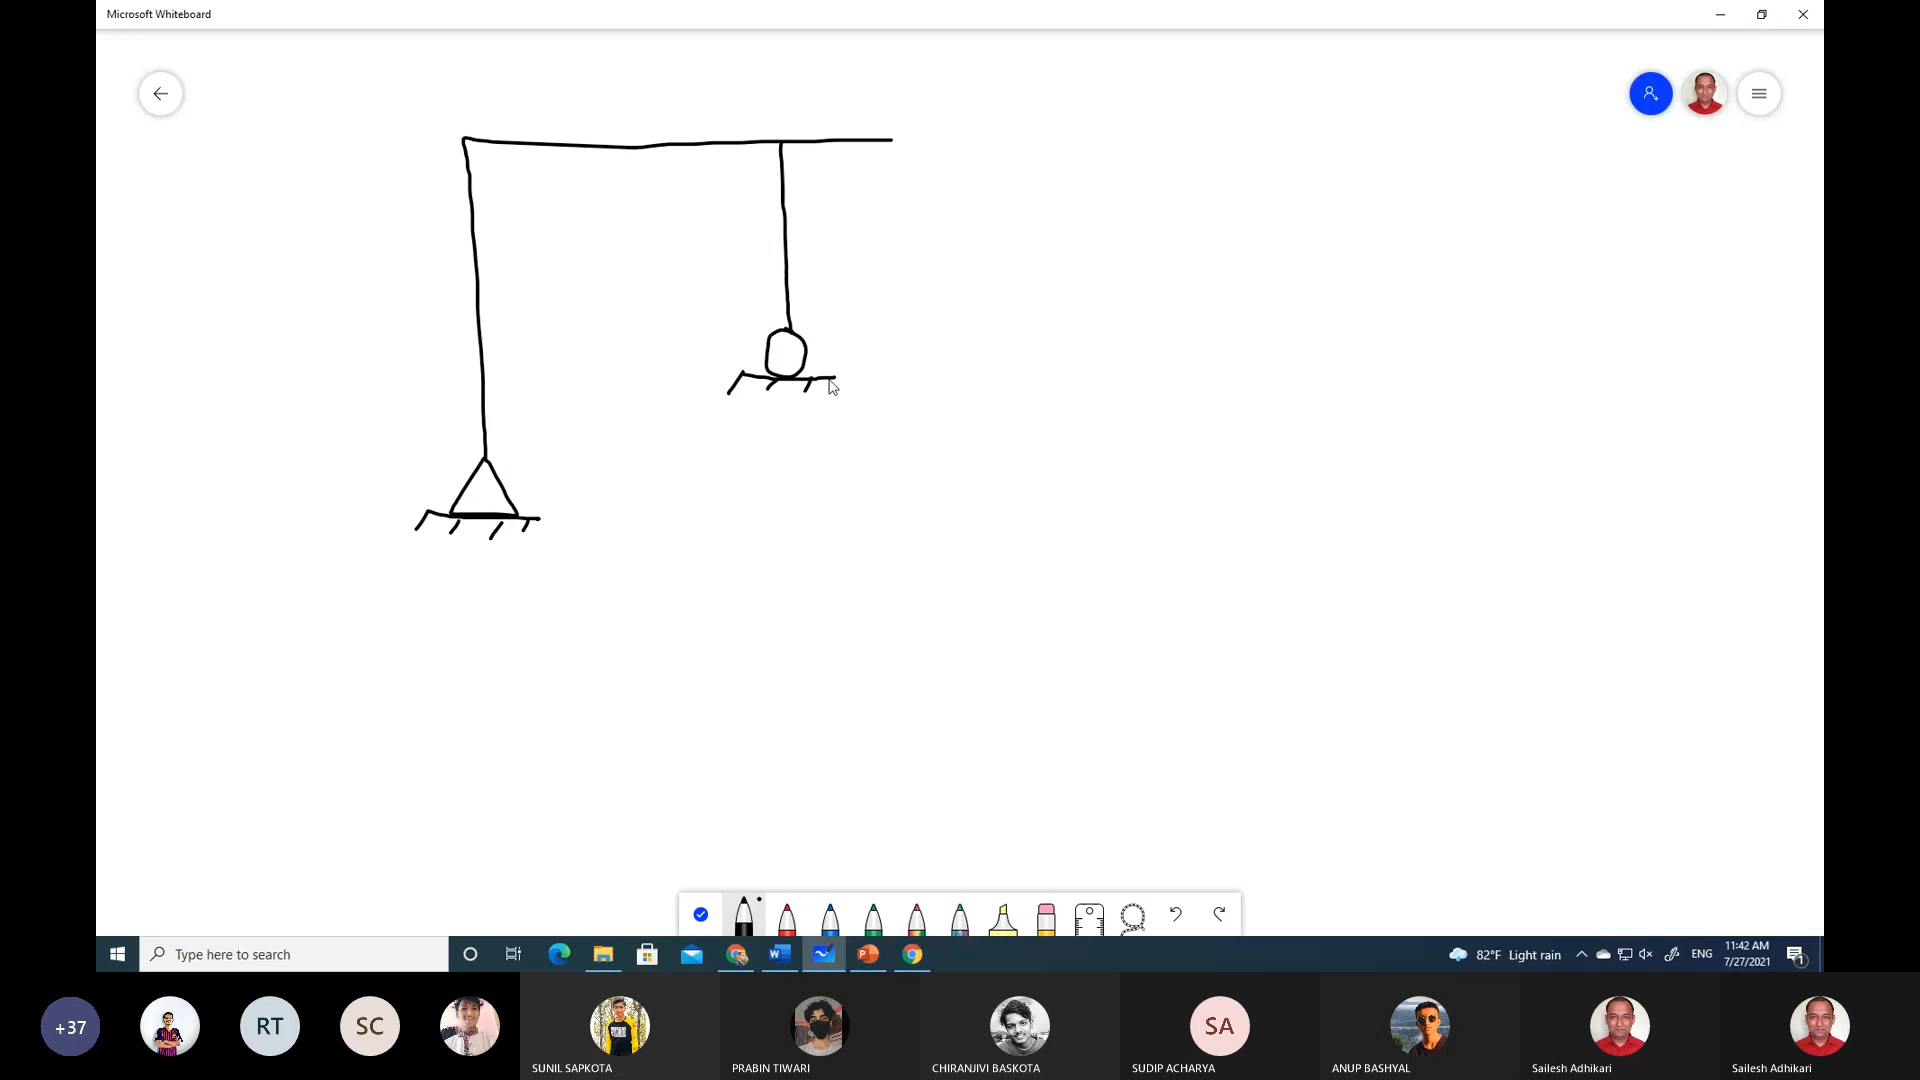 Microsoft Whiteboard
Type here to search
82°F Light rain
ENG
11:42 AM
7/27/2021
1
+37
RT
SC
SA
SUNIL SAPKOTA
PRABIN TIWARI
CHIRANJIVI BASKOTA
SUDIP ACHARYA
ANUP BASHYAL
Sailesh Adhikari
Sailesh Adhikari